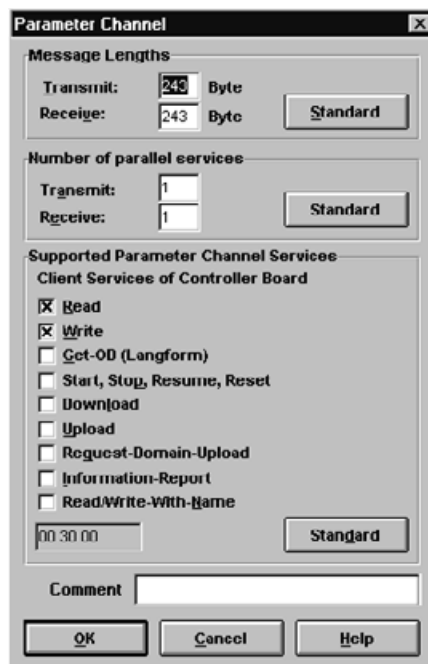 Parameter Channel
Message Lengths
Transmit: 243 Byte
Receive: 243 Byte
Standard
Number of parallel services
Transmit: 1
Receive: 1
Standard
Supported Parameter Channel Services
Client Services of Controller Board
Read
Write
Get-OD (Langform)
Start, Stop, Resume, Reset
Download
Upload
Request-Domain-Upload
Information-Report
Read/Write-With-Name
00 30 00
Standard
Comment
OK Cancel Help